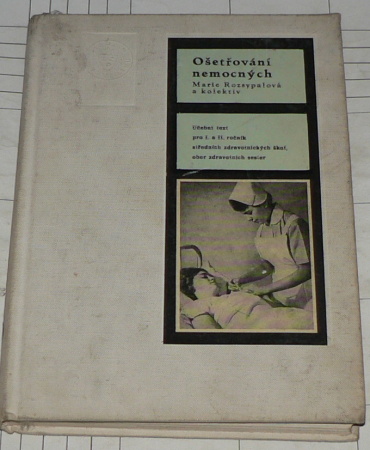 Ošetřování
nemocných
Marie Rozsypalová
a kolektiv
Učební text
pro I. a II. ročník
středních zdravotnických škol,
obor zdravotních sester